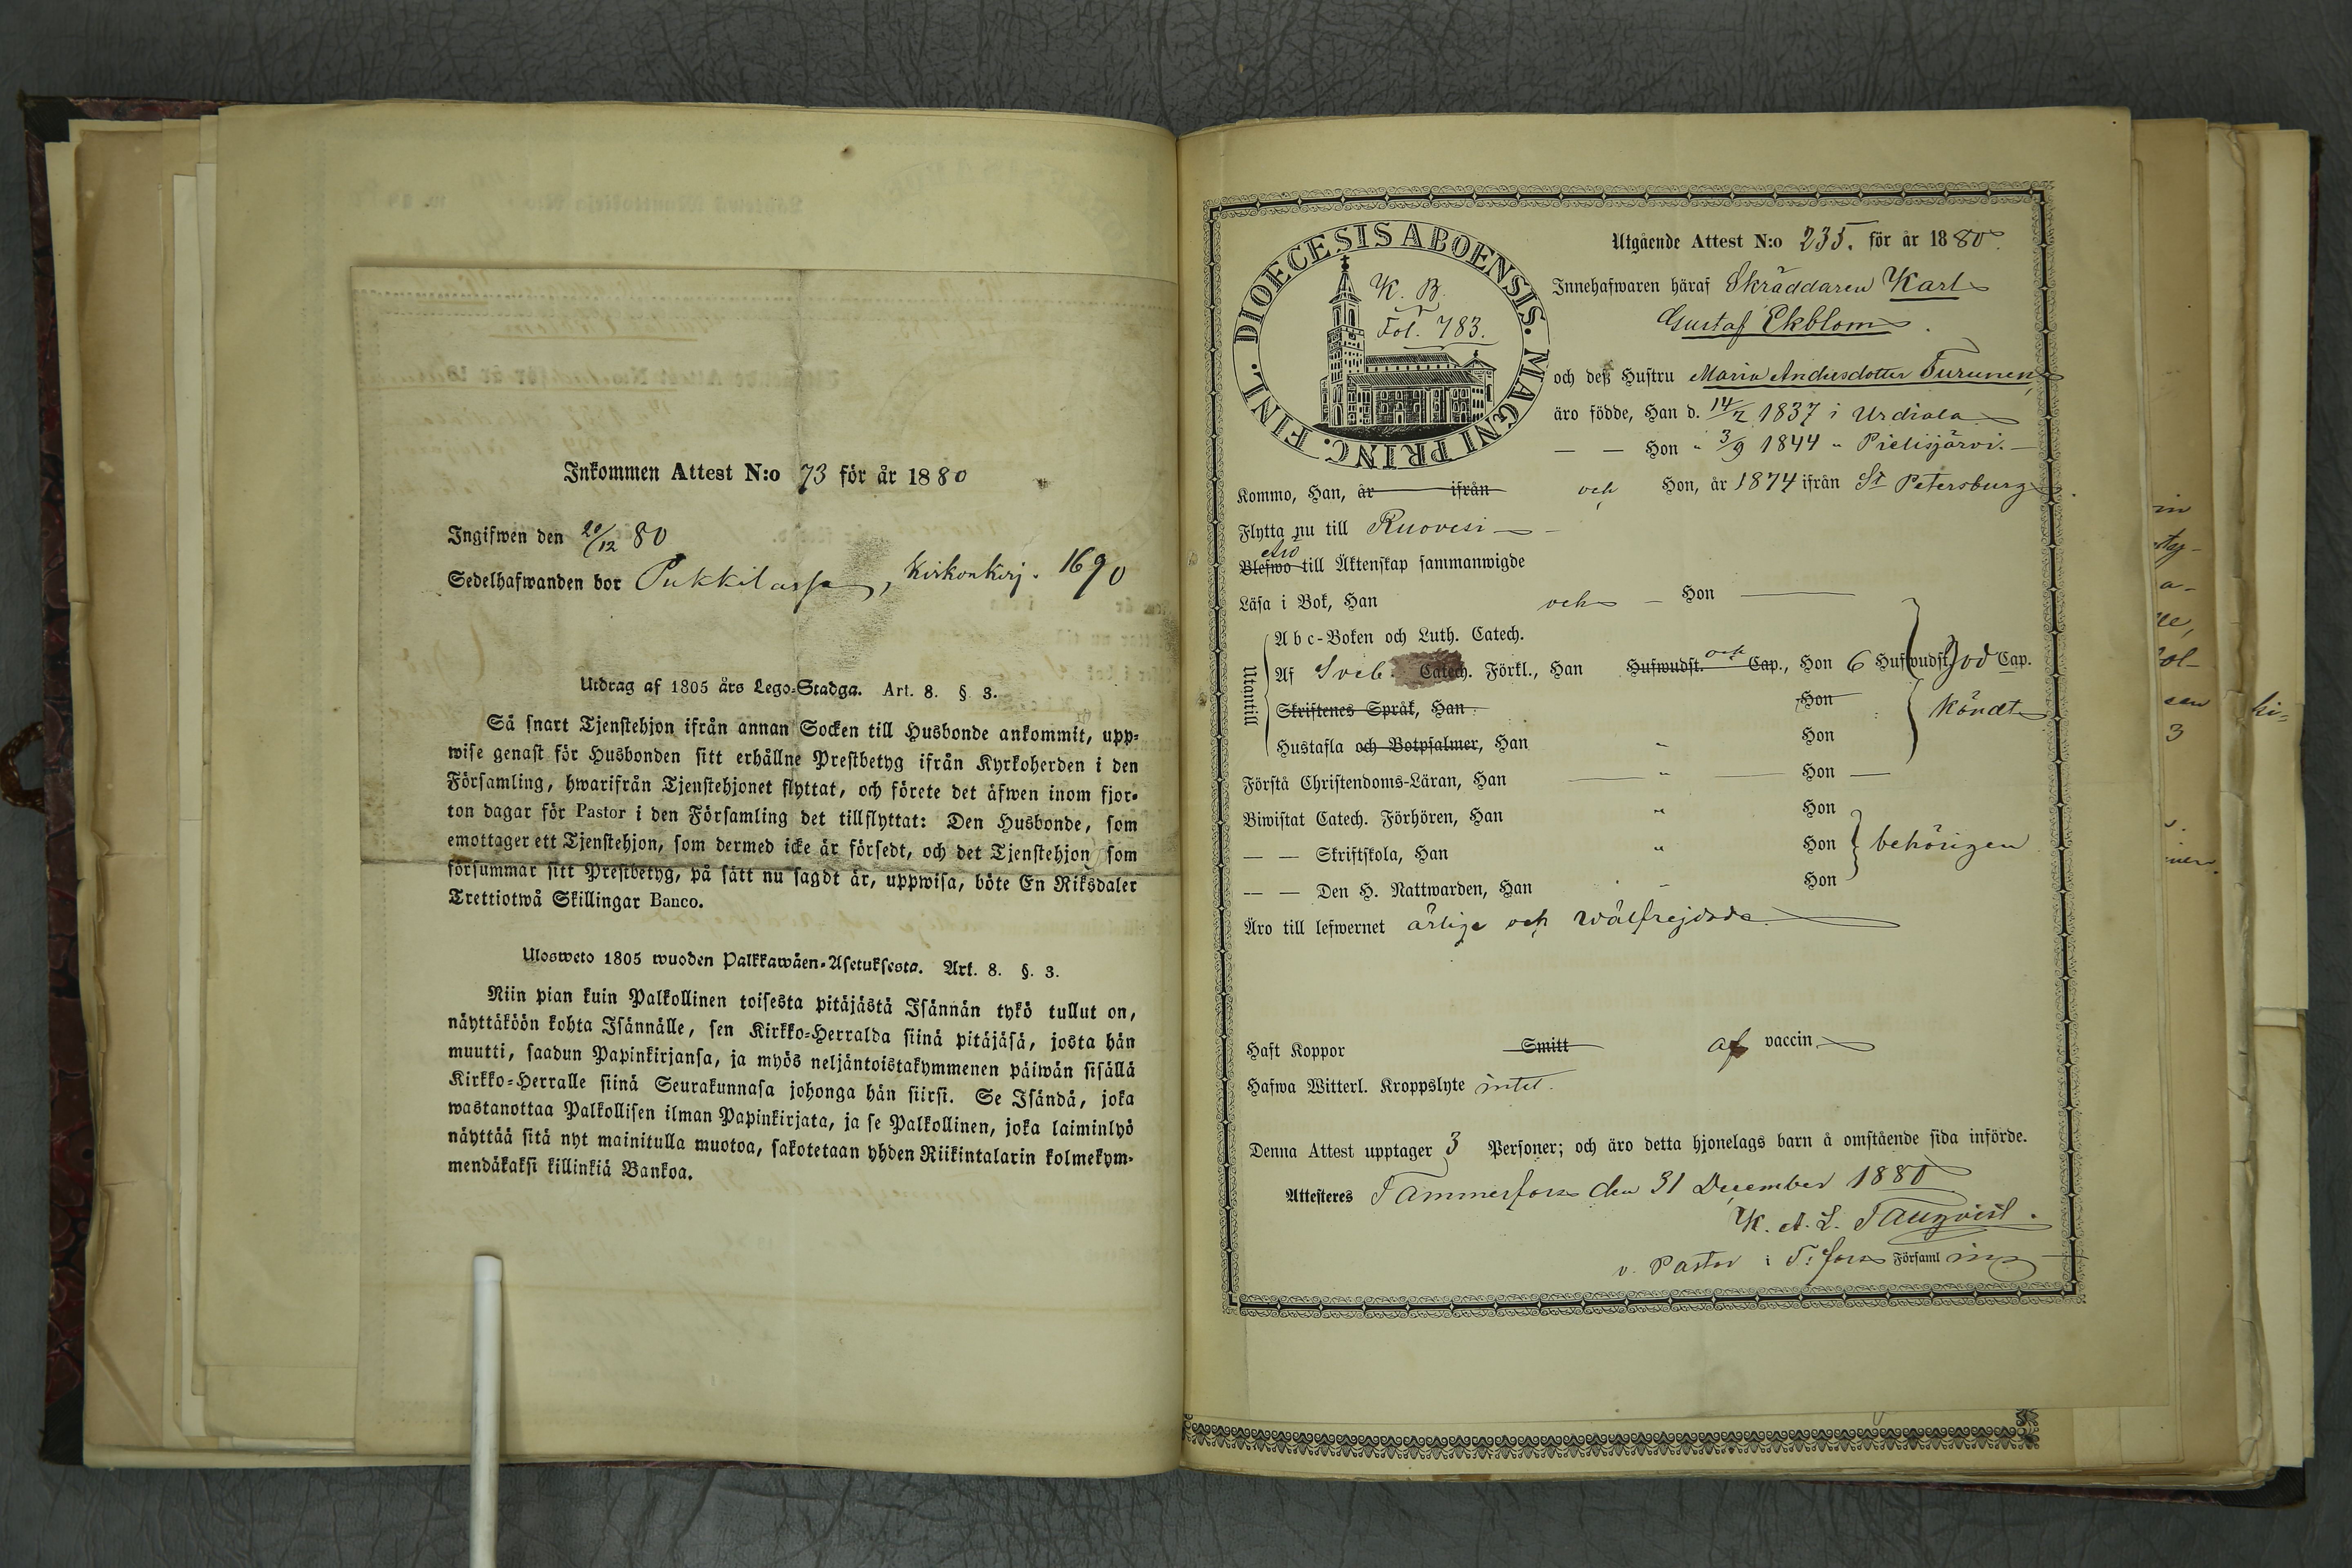 Inkommen Attest N:o 73 för år 1880
Ingifwen den 20/12 80
Sedelhafwanden bor Pukkilassa, Kirkonkirj. 1690
Utdrag af 1805 års Lego-Stadga. Art. 8. § 3.
Så snart Tjenstehjon ifrån annan Socken till Husbonde ankommit, upp-
wise genast för Husbonden sitt erhållne Prestbetyg ifrån Kyrkoherden i den
Församling, hwarifrån Tjenstehjonet flyttat, och förete det äfwen inom fjor-
ton dagar för Pastor i den Församling det tillflyttat: Den Husbonde, som
emottager ett Tjenstehjon, som dermed icke är försedt, och det Tjenstehjon som
försummar sitt Prestbetyg, på sätt nu sagdt är, uppwisa, böte En Riksdaler
Trettiotwå Skillingar Banco.
Ulosweto 1805 wuoden Palkkawäen-Asetuksesta. Art. 8. §. 3.
Niin pian kuin Palkollinen toisesta pitäjästä Isännän tykö tullut on,
näyttäköön kohta Isännälle, sen Kirkko-Herralda siinä pitäjäsä, josta hän
muutti, saadun Papinkirjansa, ja myös neljäntoistakymmenen päiwän sisällä
Kirkko-Herralle siinä Seurakunnasa johonga hän siirsi. Se Isändä, joka
wastanottaa Palkollisen ilman Papinkirjata, ja se Palkollinen, joka laiminlyö
näyttää sitä nyt mainitulla muotoa, sakotetaan yhden Riikintalarin kolmekym-
mendäkaksi killinkiä Bankoa.
DIOECESIS ABOENSIS. MAGNI PRINC. FINL.
K. B.
Fol. 783.
Utgående Attest N:o 235. för år 1880.
Innehafwaren häraf Skräddaren Karl
Gustaf Ekblom
och deß Hustru Maria Andersdotter Turunen
äro födde, Han d. 14/2 1837 i Urdiala
— — Hon " 3/9 1844 " Pielisjärvi.
Kommo, Han, år ifrån och Hon, år 1874 ifrån St Petersburg
Flytta nu till Ruovesi
äro
Blefwo till Äktenskap sammanwigde
Läsa i Bok, Han och — Hon
Utantill
Abc-Boken och Luth. Catech.
Af Sveb. Catech. Förkl., Han Hufwudst. och Cap., Hon 6 Hufwudst. god Cap.
Skriftenes Språk, Han Hon kändt
Hustafla och Botpsalmer, Han " Hon
Förstå Christendoms-Läran, Han " Hon
Biwistat Catech. Förhören, Han " Hon
— — Skriftskola, Han " Hon behörigen
— — Den H. Nattwarden, Han " Hon
Äro till lefwernet ärlige och wälfrejdade
Haft Koppor Smitt af vaccin
Hafwa Witterl. Kroppslyte intet.
Denna Attest upptager 3 Personer; och äro detta hjonelags barn å omstående sida införde.
Attesteres Tammerfors den 31 December 1880
K. A. L. Tallqvist.
v. Pastor i T:fors Församling